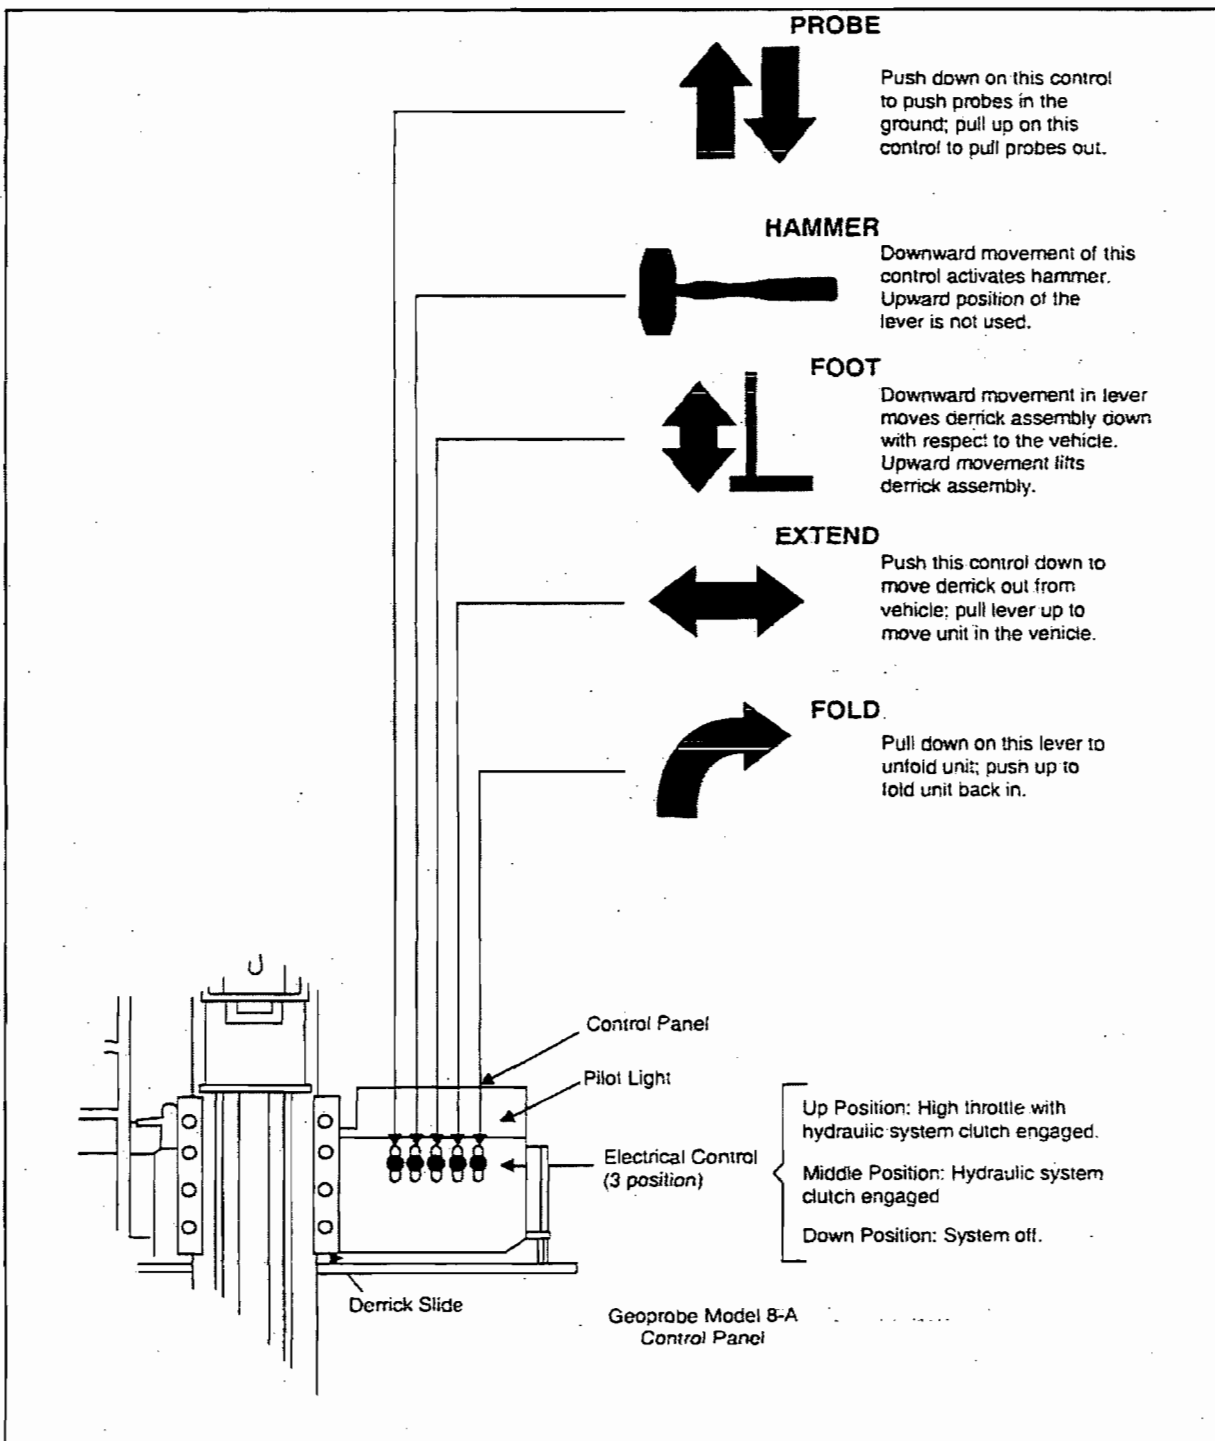 PROBE
Push down on this control
to push probes in the
ground; pull up on this
control to pull probes out.
HAMMER
Downward movement of this
control activates hammer.
Upward position of the
lever is not used.
FOOT
Downward movement in lever
moves derrick assembly down
with respect to the vehicle.
Upward movement lifts
derrick assembly.
EXTEND
Push this control down to
move derrick out from
vehicle; pull lever up to
move unit in the vehicle.
FOLD
Pull down on this lever to
unfold unit; push up to
fold unit back in.
Control Panel
Pilot Light
Electrical Control
(3 position)
Up Position: High throttle with
hydraulic system clutch engaged.
Middle Position: Hydraulic system
clutch engaged
Down Position: System off.
Derrick Slide
Geoprobe Model 8-A
Control Panel